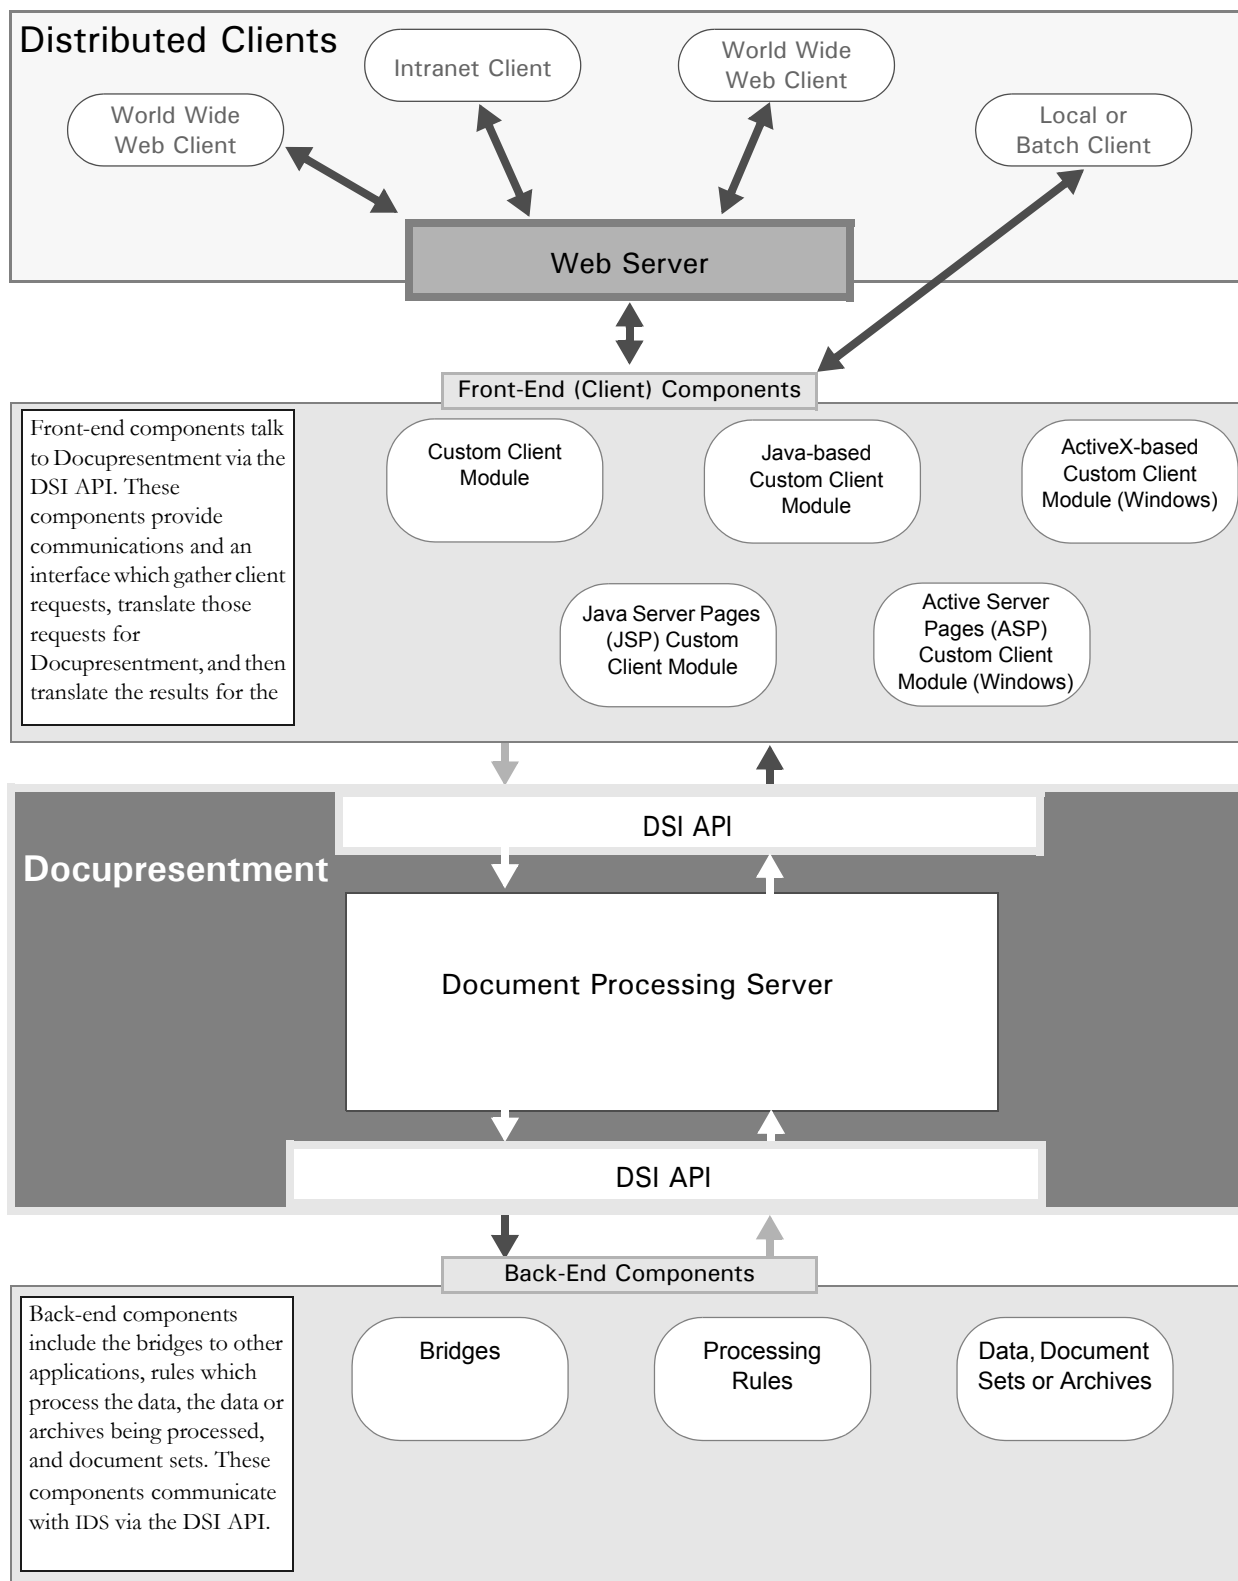 Distributed Clients
Intranet Client
World Wide
Web Client
World Wide
Web Client
Local or
Batch Client
Web Server
Front-End (Client) Components
Front-end components talk
to Docupresentment via the
DSI API. These
components provide
communications and an
interface which gather client
requests, translate those
requests for
Docupresentment, and then
translate the results for the
Custom Client
Module
Java-based
Custom Client
Module
ActiveX-based
Custom Client
Module (Windows)
Java Server Pages
(JSP) Custom
Client Module
Active Server
Pages (ASP)
Custom Client
Module (Windows)
DSI API
Docupresentment
Document Processing Server
DSI API
Back-End Components
Back-end components
include the bridges to other
applications, rules which
process the data, the data or
archives being processed,
and document sets. These
components communicate
with IDS via the DSI API.
Bridges
Processing
Rules
Data, Document
Sets or Archives